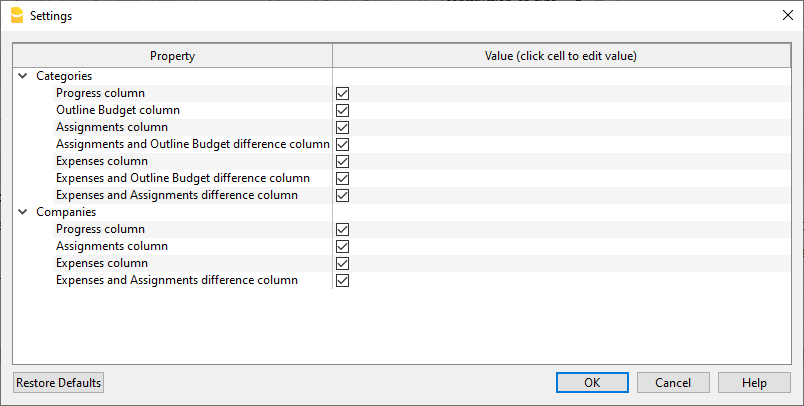 Settings
Property
Value (click cell to edit value)
Categories
Progress column
Outline Budget column
Assignments column
Assignments and Outline Budget difference column
Expenses column
Expenses and Outline Budget difference column
Expenses and Assignments difference column
Companies
Progress column
Assignments column
Expenses column
Expenses and Assignments difference column
Restore Defaults
OK
Cancel
Help